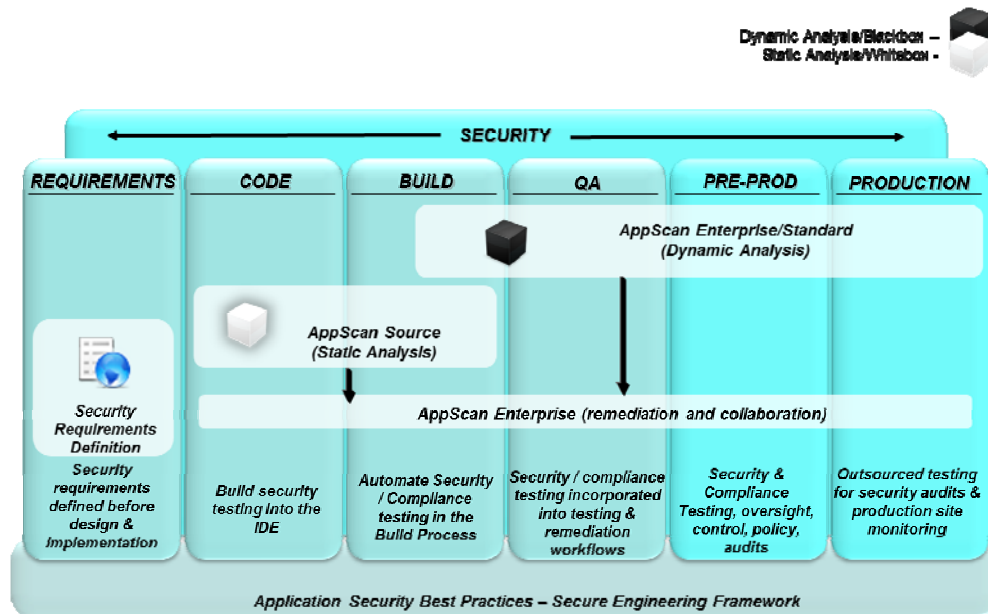 Dynamic Analysis/Blackbox –
Static Analysis/Whitebox -
SECURITY
REQUIREMENTS
CODE
BUILD
QA
PRE-PROD
PRODUCTION
AppScan Enterprise/Standard
(Dynamic Analysis)
AppScan Source
(Static Analysis)
Security
Requirements
Definition
AppScan Enterprise (remediation and collaboration)
Security
requirements
defined before
design &
implementation
Build security
testing into the
IDE
Automate Security
/ Compliance
testing in the
Build Process
Security / compliance
testing incorporated
into testing &
remediation
workflows
Security &
Compliance
Testing, oversight,
control, policy,
audits
Outsourced testing
for security audits &
production site
monitoring
Application Security Best Practices – Secure Engineering Framework